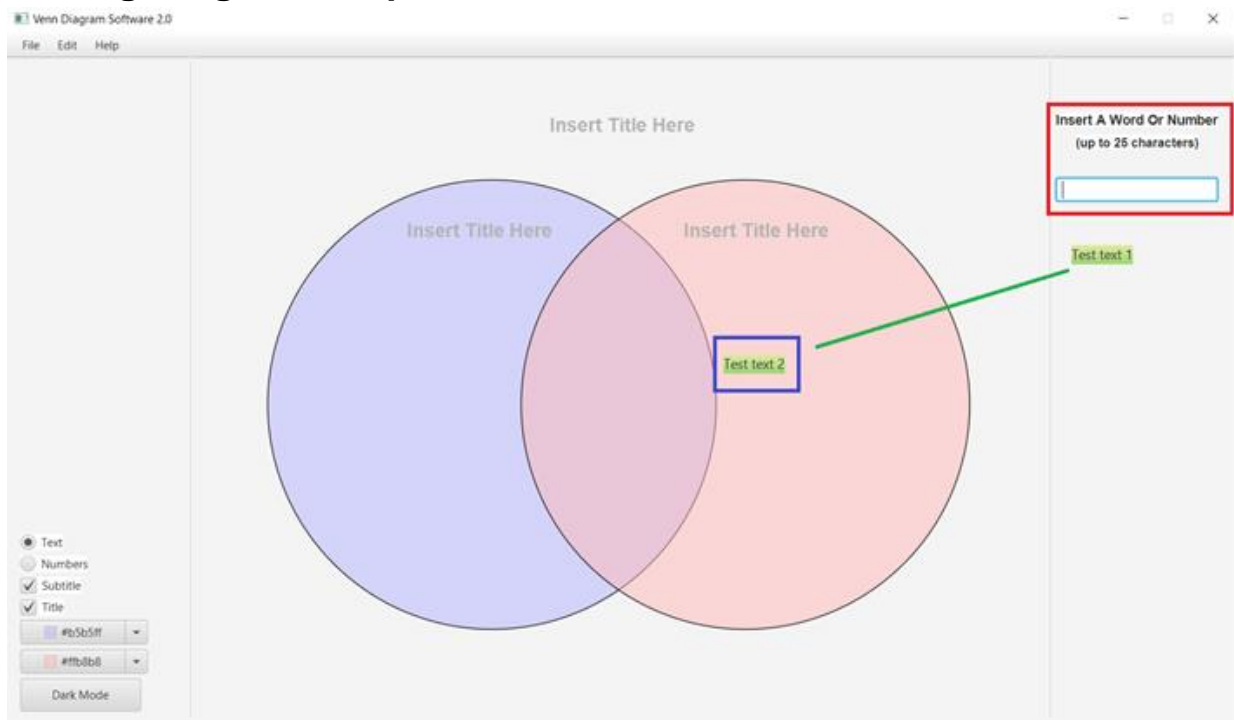 Venn Diagram Software 2.0
File Edit Help
Insert Title Here
Insert A Word Or Number
(up to 25 characters)
Insert Title Here
Insert Title Here
Test text 1
Test text 2
Text
Numbers
Subtitle
Title
#b5b5ff
#ffb8b8
Dark Mode